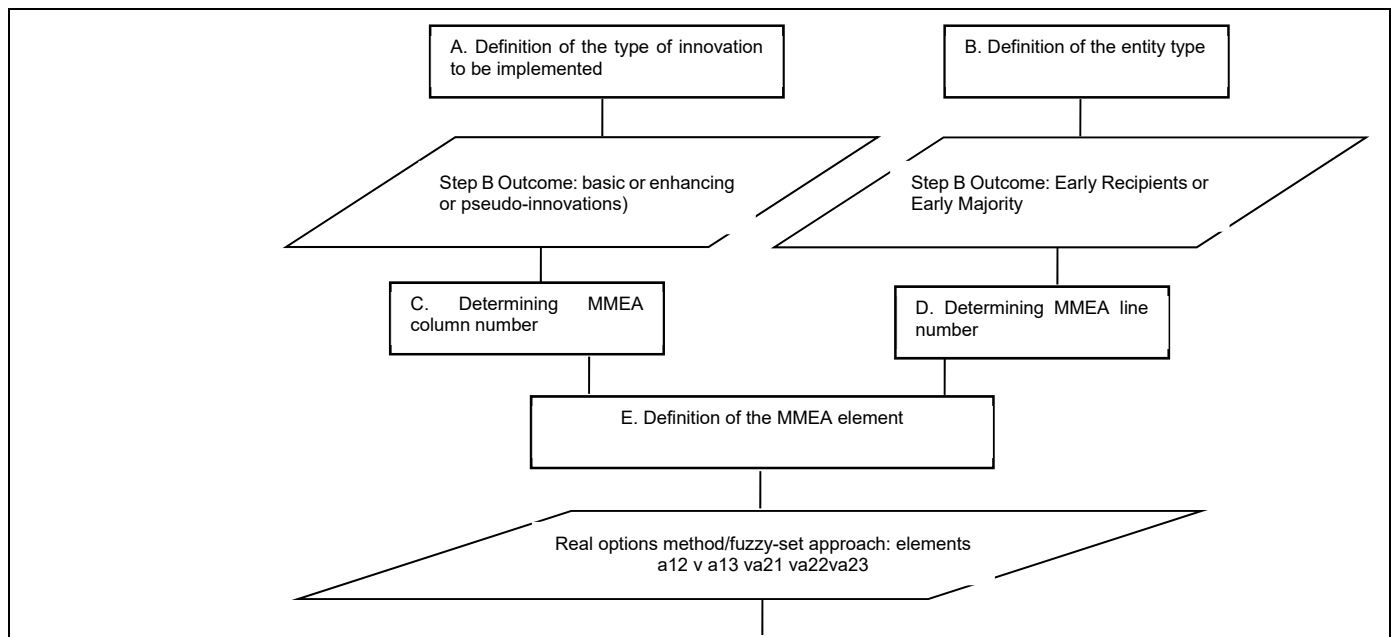 A. Definition of the type of innovation
to be implemented
B. Definition of the entity type
Step B Outcome: basic or enhancing
or pseudo-innovations)
Step B Outcome: Early Recipients or
Early Majority
C. Determining MMEA
column number
D. Determining MMEA line
number
E. Definition of the MMEA element
Real options method/fuzzy-set approach: elements
a12 v a13 va21 va22va23